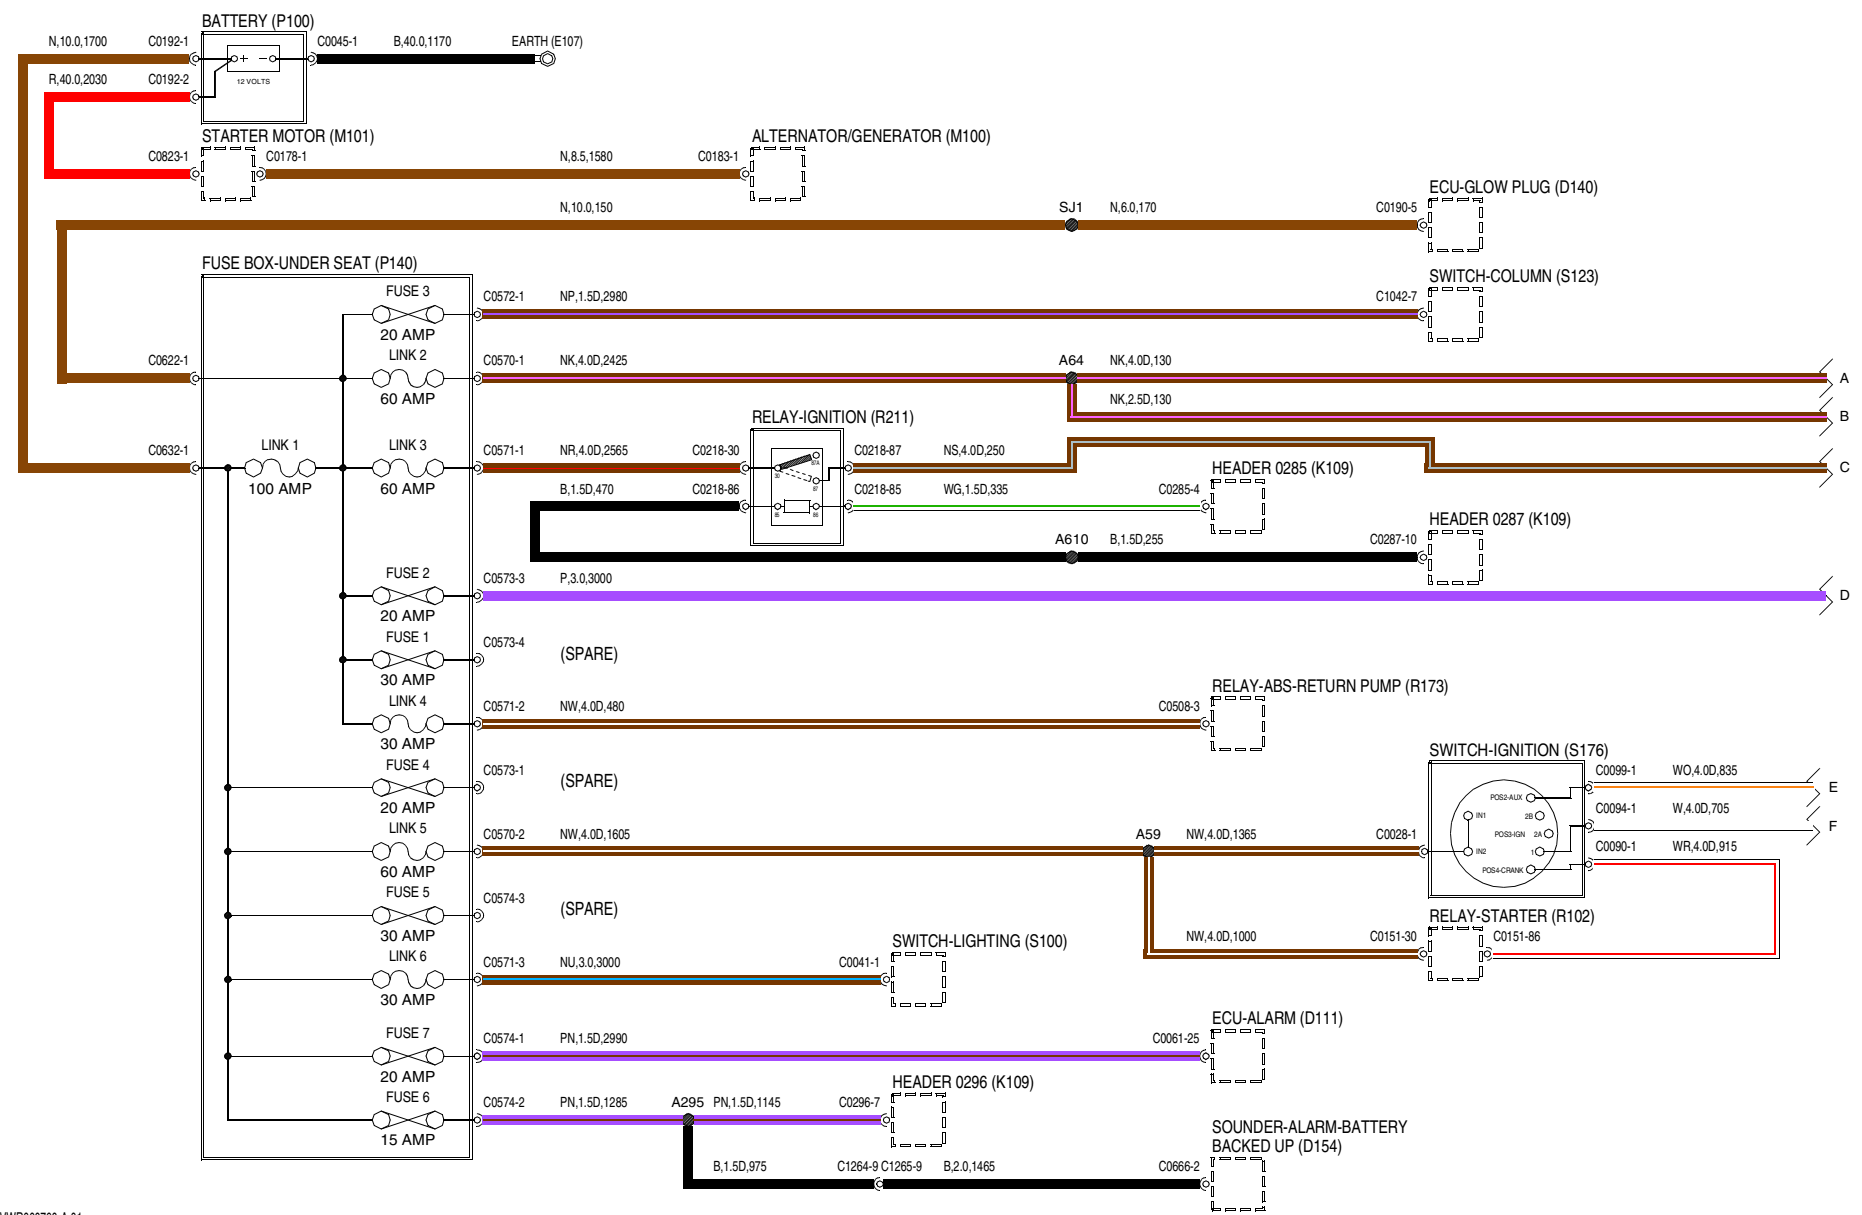 BATTERY (P100)
N,10.0,1700 C0192-1 C0045-1 B,40.0,1170 EARTH (E107)
+ −
R,40.0,2030 C0192-2 12 VOLTS
STARTER MOTOR (M101) ALTERNATOR/GENERATOR (M100)
C0823-1 C0178-1 N,8.5,1580 C0183-1
ECU-GLOW PLUG (D140)
N,10.0,150 SJ1 N,6.0,170 C0190-5
FUSE BOX-UNDER SEAT (P140)
SWITCH-COLUMN (S123)
FUSE 3 C0572-1 NP,1.5D,2980 C1042-7
20 AMP
C0622-1 LINK 2 C0570-1 NK,4.0D,2425 A64 NK,4.0D,130
A
60 AMP NK,2.5D,130
B
RELAY-IGNITION (R211)
C0632-1 LINK 1 LINK 3 C0571-1 NR,4.0D,2565 C0218-30 C0218-87 NS,4.0D,250
87A
30
87
C
HEADER 0285 (K109)
100 AMP 60 AMP B,1.5D,470 C0218-86 C0218-85 WG,1.5D,335 C0285-4
85 86
HEADER 0287 (K109)
A610 B,1.5D,255 C0287-10
FUSE 2 C0573-3 P,3.0,3000
D
20 AMP
FUSE 1 C0573-4 (SPARE)
30 AMP
RELAY-ABS-RETURN PUMP (R173)
LINK 4 C0571-2 NW,4.0D,480 C0508-3
30 AMP
SWITCH-IGNITION (S176)
FUSE 4 C0573-1 (SPARE)
C0099-1 WO,4.0D,835
E
20 AMP
POS2-AUX
C0094-1 W,4.0D,705
F
IN1 2B
LINK 5 C0570-2 NW,4.0D,1605 A59 NW,4.0D,1365 C0028-1
POS3-IGN 2A
C0090-1 WR,4.0D,915
IN2 1
60 AMP
POS4-CRANK
FUSE 5 C0574-3 (SPARE)
30 AMP
RELAY-STARTER (R102)
NW,4.0D,1000 C0151-30 C0151-86
SWITCH-LIGHTING (S100)
LINK 6 C0571-3 NU,3.0,3000 C0041-1
30 AMP
ECU-ALARM (D111)
FUSE 7 C0574-1 PN,1.5D,2990 C0061-25
20 AMP
HEADER 0296 (K109)
FUSE 6 C0574-2 PN,1.5D,1285 A295 PN,1.5D,1145 C0296-7
15 AMP
SOUNDER-ALARM-BATTERY
BACKED UP (D154)
B,1.5D,975 C1264-9 C1265-9 B,2.0,1465 C0666-2